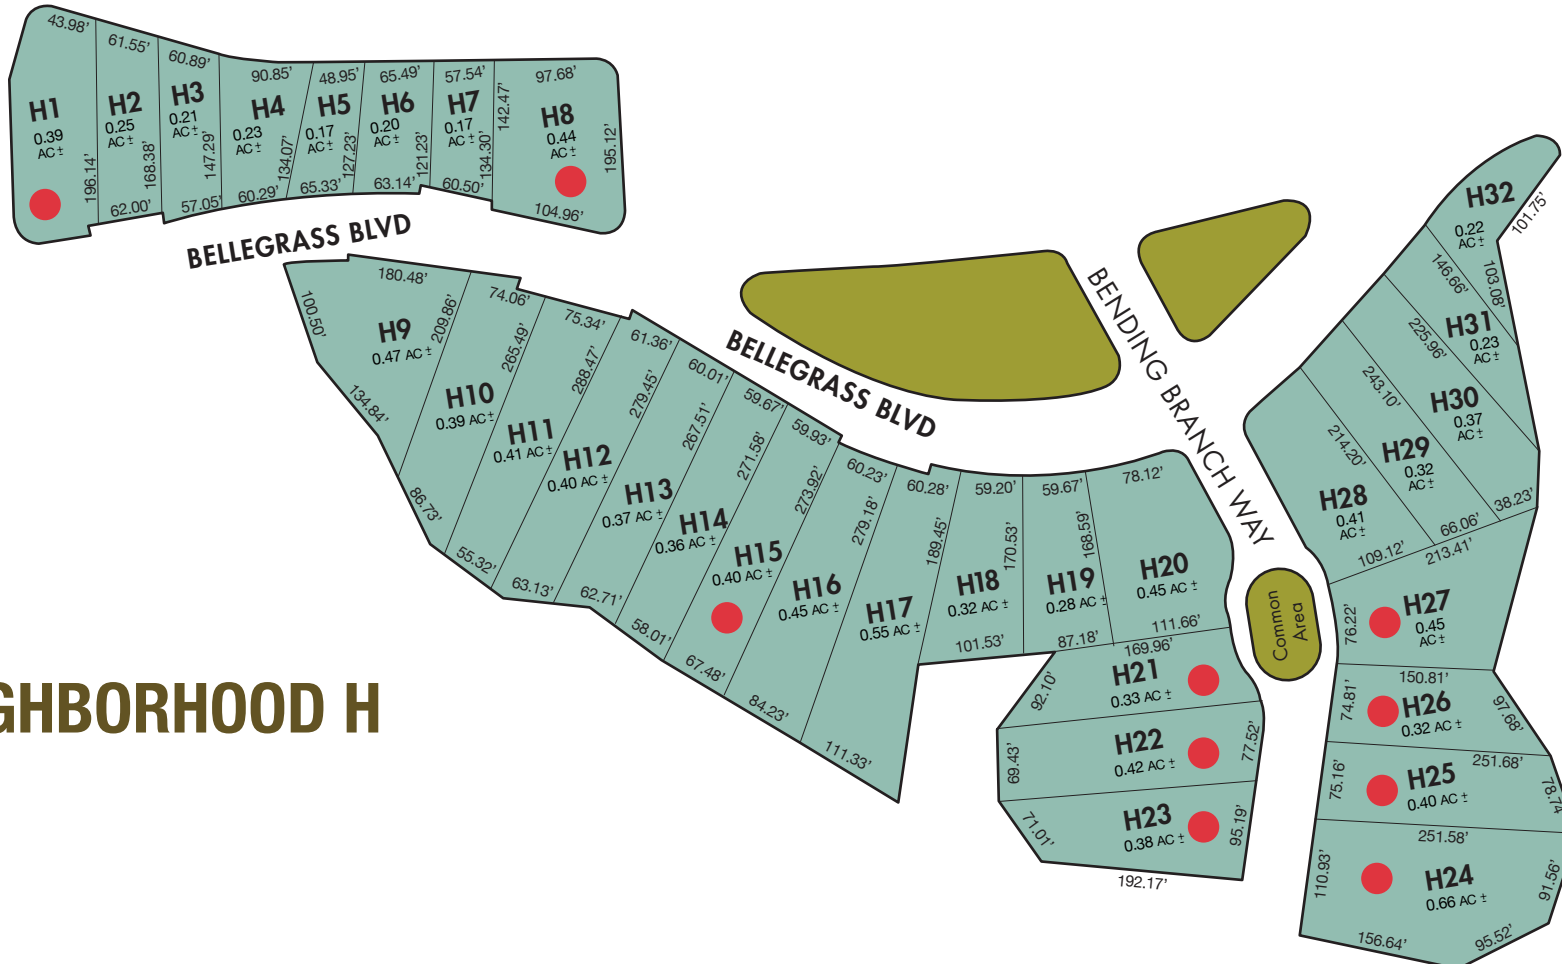 43.98’
H1
0.39
AC ±
196.14’
61.55’
H2
0.25
AC ±
168.38’
62.00’
60.89’
H3
0.21
AC ±
147.29’
57.05’
90.85’
H4
0.23
AC ±
134.07’
60.29’
48.95’
H5
0.17
AC ±
127.23’
65.33’
65.49’
H6
0.20
AC ±
121.23’
63.14’
57.54’
H7
0.17
AC ±
134.30’
60.50’
142.47’
97.68’
H8
0.44
AC ±
195.12’
104.96’
BELLEGRASS BLVD
180.48’
100.50’
H9
0.47 AC ±
209.86’
134.84’
74.06’
H10
0.39 AC ±
265.49’
86.73’
75.34’
H11
0.41 AC ±
288.47’
55.32’
61.36’
H12
0.40 AC ±
279.45’
63.13’
60.01’
H13
0.37 AC ±
267.51’
62.71’
59.67’
H14
0.36 AC ±
271.58’
58.01’
59.93’
H15
0.40 AC ±
273.92’
67.48’
60.23’
H16
0.45 AC ±
279.18’
84.23’
60.28’
H17
0.55 AC ±
189.45’
111.33’
59.20’
H18
0.32 AC ±
170.53’
101.53’
59.67’
H19
0.28 AC ±
168.59’
87.18’
78.12’
H20
0.45 AC ±
111.66’
BELLEGRASS BLVD
BENDING BRANCH WAY
Common
Area
169.96’
H21
0.33 AC ±
92.10’
H22
0.42 AC ±
69.43’
77.52’
H23
0.38 AC ±
71.01’
95.19’
192.17’
H32
0.22
AC ±
101.75’
146.66’
103.08’
H31
0.23
AC ±
225.96’
H30
0.37
AC ±
243.10’
38.23’
H29
0.32
AC ±
214.20’
66.06’
H28
0.41
AC ±
109.12’
213.41’
H27
0.45
AC ±
76.22’
150.81’
H26
0.32 AC ±
74.81’
97.68’
251.68’
H25
0.40 AC ±
75.16’
78.74
251.58’
H24
0.66 AC ±
110.93’
91.56’
156.64’
95.52’
GHBORHOOD H